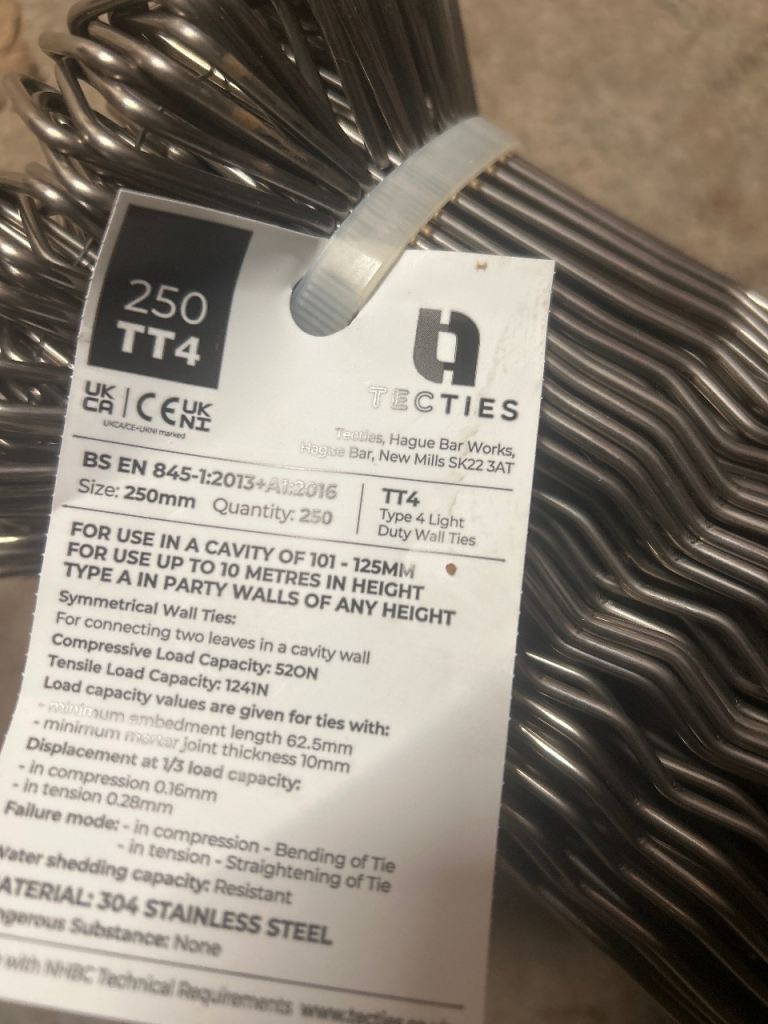 250
TT4
TECTIES
UK
CA
CE
UK
NI
UKCA/CE+UKNI marked
Tecties, Hague Bar Works,
Hague Bar, New Mills SK22 3AT
BS EN 845-1:2013+A1:2016
Size: 250mm Quantity: 250
TT4
Type 4 Light
Duty Wall Ties
FOR USE IN A CAVITY OF 101 - 125MM
FOR USE UP TO 10 METRES IN HEIGHT
TYPE A IN PARTY WALLS OF ANY HEIGHT
Symmetrical Wall Ties:
For connecting two leaves in a cavity wall
Compressive Load Capacity: 520N
Tensile Load Capacity: 1241N
Load capacity values are given for ties with:
- minimum embedment length 62.5mm
- minimum mortar joint thickness 10mm
Displacement at 1/3 load capacity:
- in compression 0.16mm
- in tension 0.28mm
Failure mode: - in compression - Bending of Tie
- in tension - Straightening of Tie
Water shedding capacity: Resistant
ATERIAL: 304 STAINLESS STEEL
ngerous Substance: None
with NHBC Technical Requirements www.tecties.co